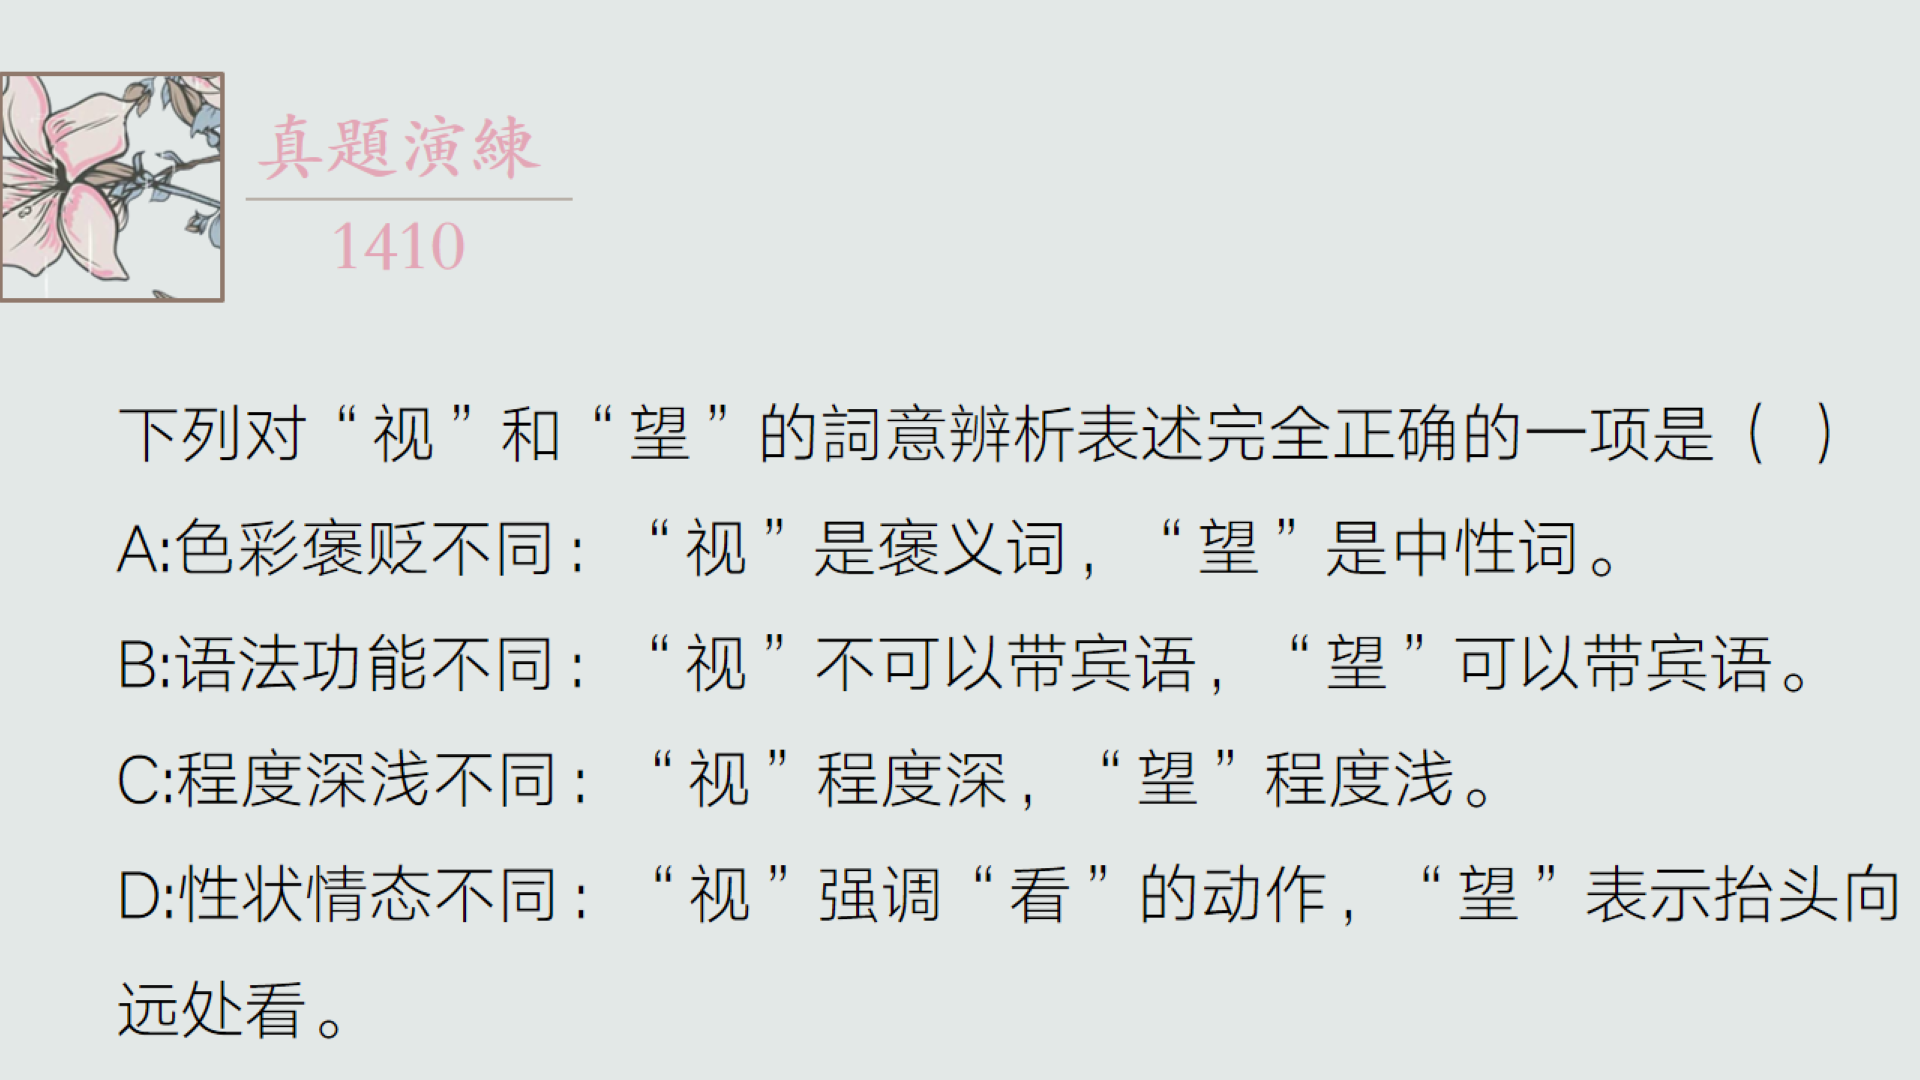 真題演練
1410
下列对“视”和“望”的詞意辨析表述完全正确的一项是（ ）
A:色彩褒贬不同：“视”是褒义词，“望”是中性词。
B:语法功能不同：“视”不可以带宾语，“望”可以带宾语。
C:程度深浅不同：“视”程度深，“望”程度浅。
D:性状情态不同：“视”强调“看”的动作，“望”表示抬头向
远处看。